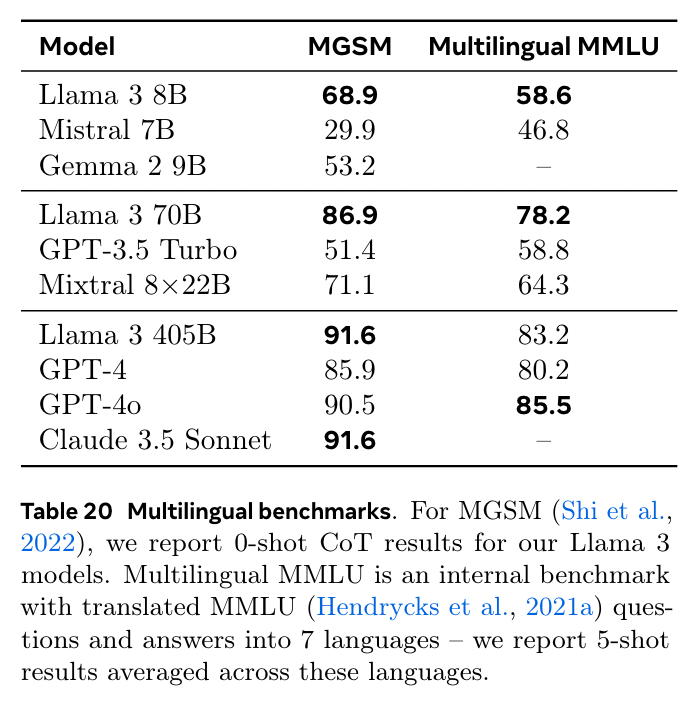 Model MGSM Multilingual MMLU
Llama 3 8B 68.9 58.6
Mistral 7B 29.9 46.8
Gemma 2 9B 53.2 –
Llama 3 70B 86.9 78.2
GPT-3.5 Turbo 51.4 58.8
Mixtral 8×22B 71.1 64.3
Llama 3 405B 91.6 83.2
GPT-4 85.9 80.2
GPT-4o 90.5 85.5
Claude 3.5 Sonnet 91.6 –
Table 20 Multilingual benchmarks. For MGSM (Shi et al.,
2022), we report 0-shot CoT results for our Llama 3
models. Multilingual MMLU is an internal benchmark
with translated MMLU (Hendrycks et al., 2021a) ques-
tions and answers into 7 languages – we report 5-shot
results averaged across these languages.